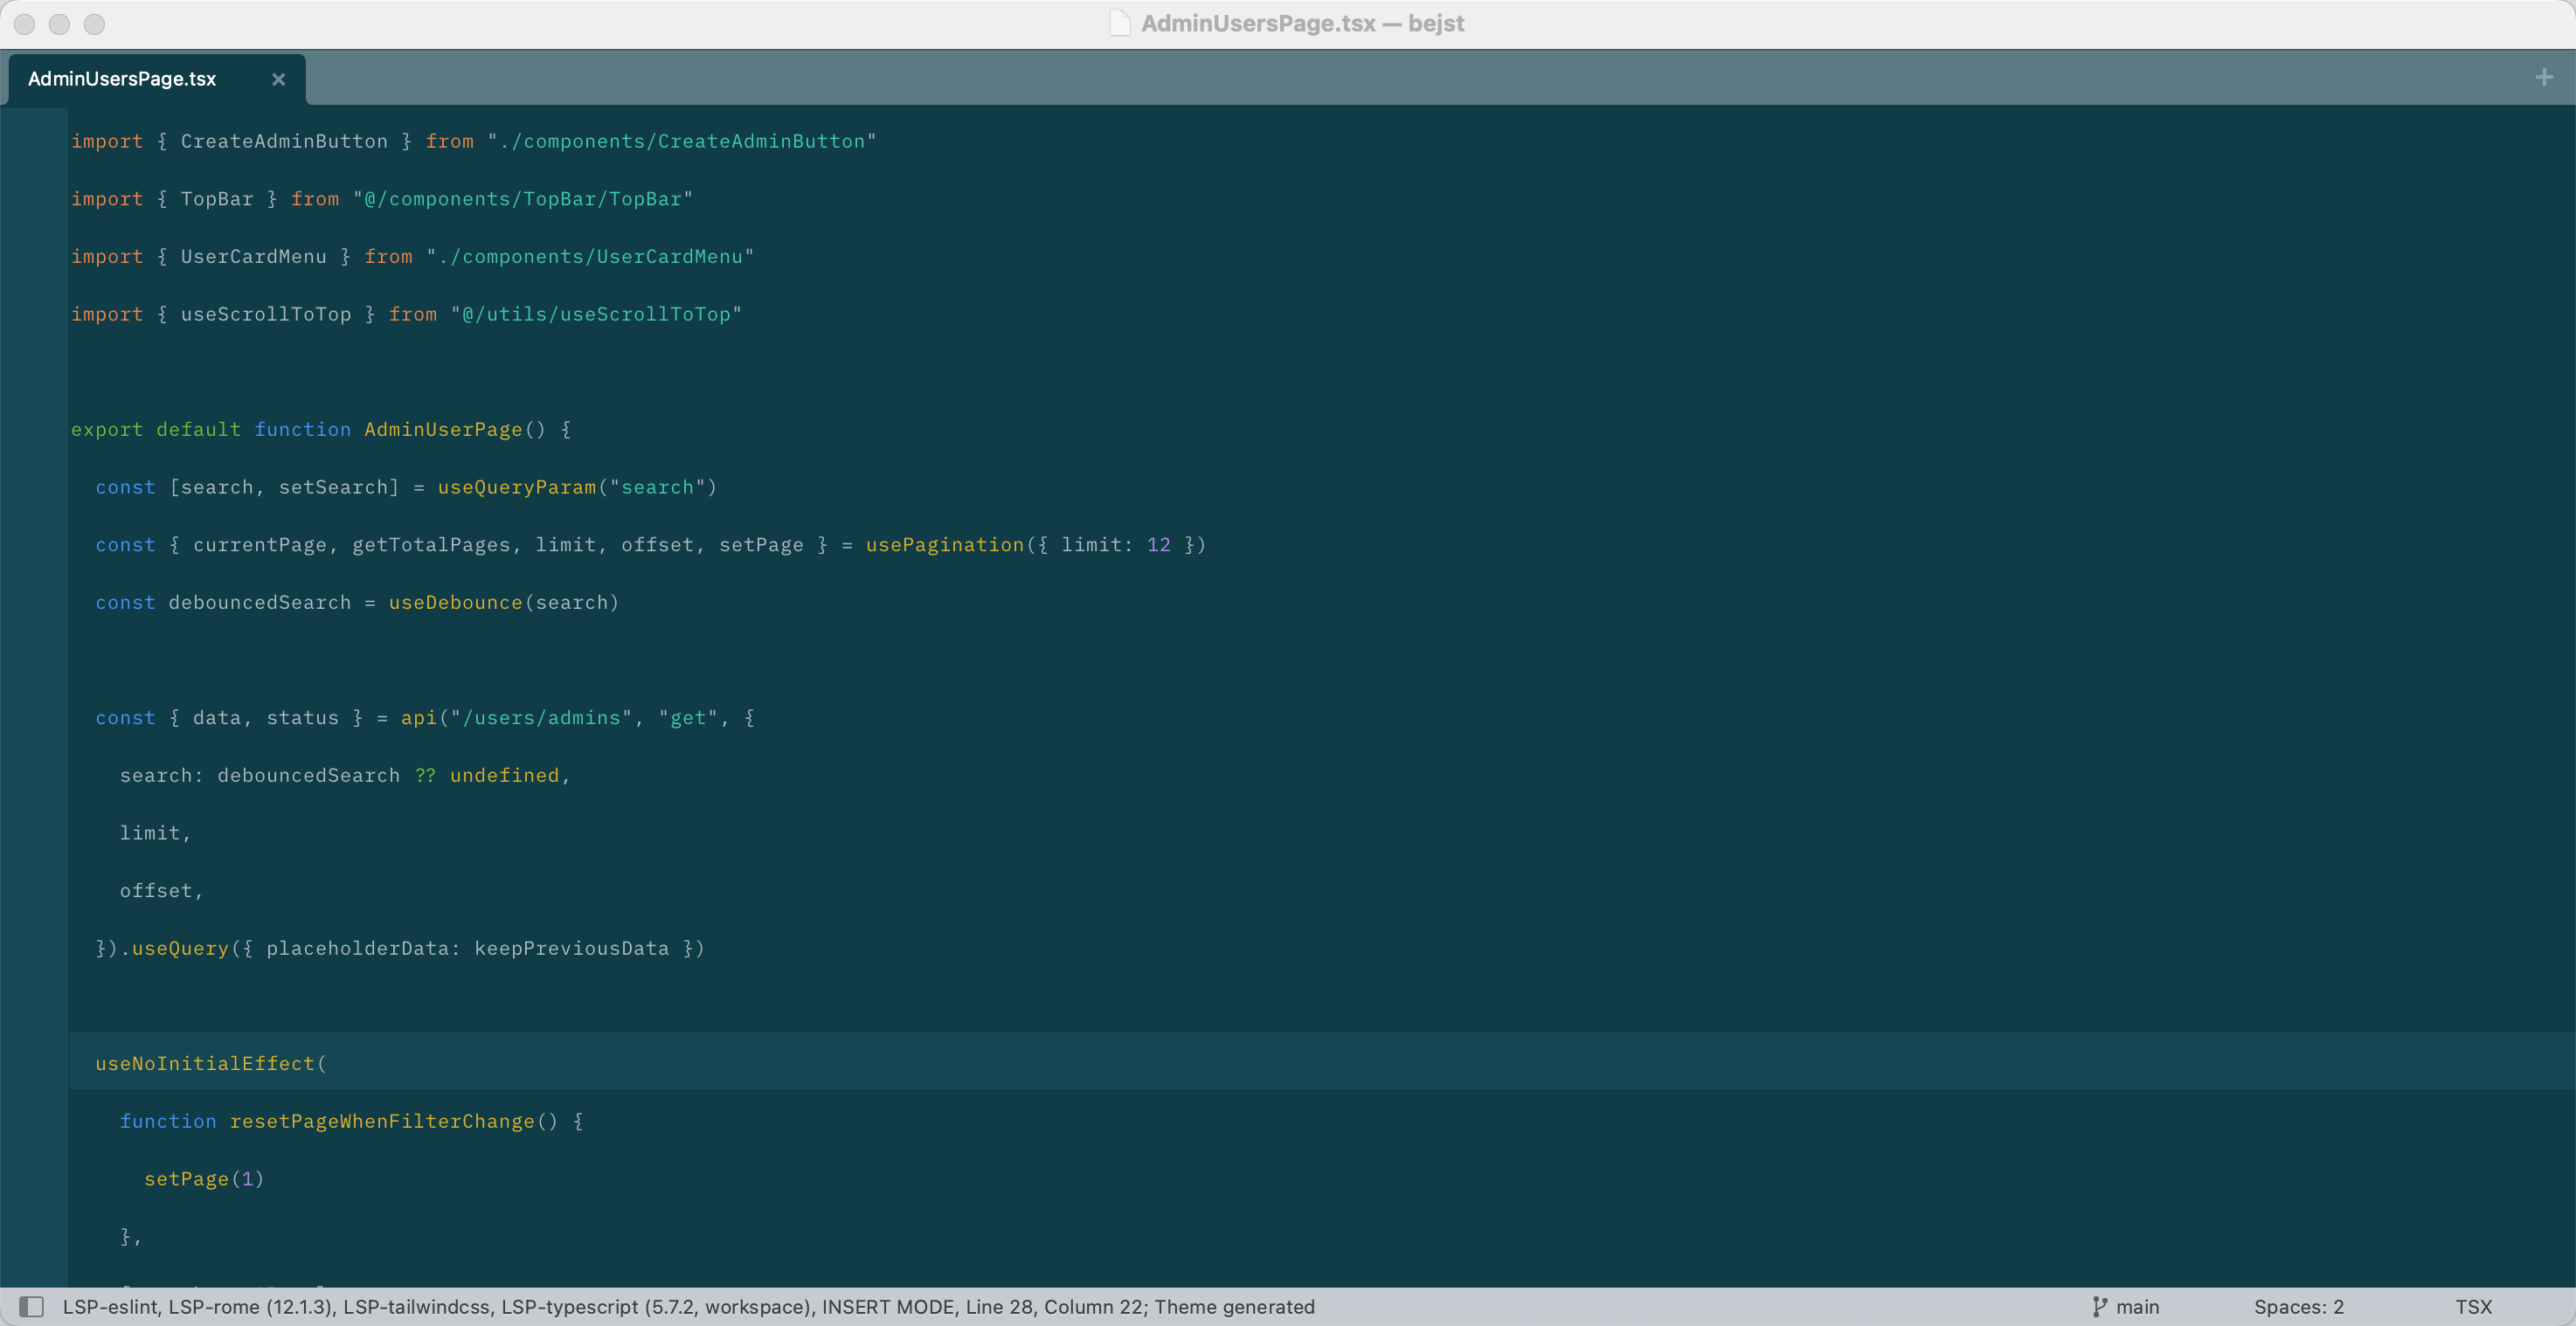 AdminUsersPage.tsx — bejst
AdminUsersPage.tsx
import { CreateAdminButton } from "./components/CreateAdminButton"
import { TopBar } from "@/components/TopBar/TopBar"
import { UserCardMenu } from "./components/UserCardMenu"
import { useScrollToTop } from "@/utils/useScrollToTop"
export default function AdminUserPage() {
const [search, setSearch] = useQueryParam("search")
const { currentPage, getTotalPages, limit, offset, setPage } = usePagination({ limit: 12 })
const debouncedSearch = useDebounce(search)
const { data, status } = api("/users/admins", "get", {
search: debouncedSearch ?? undefined,
limit,
offset,
}).useQuery({ placeholderData: keepPreviousData })
useNoInitialEffect(
function resetPageWhenFilterChange() {
setPage(1)
},
LSP-eslint, LSP-rome (12.1.3), LSP-tailwindcss, LSP-typescript (5.7.2, workspace), INSERT MODE, Line 28, Column 22; Theme generated
main
Spaces: 2
TSX